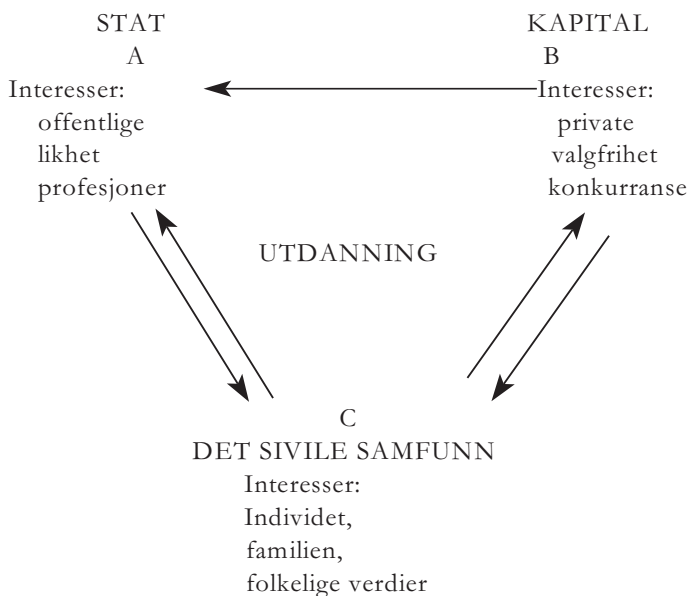 STAT
A
Interesser:
offentlige
likhet
profesjoner
KAPITAL
B
Interesser:
private
valgfrihet
konkurranse
UTDANNING
C
DET SIVILE SAMFUNN
Interesser:
Individet,
familien,
folkelige verdier